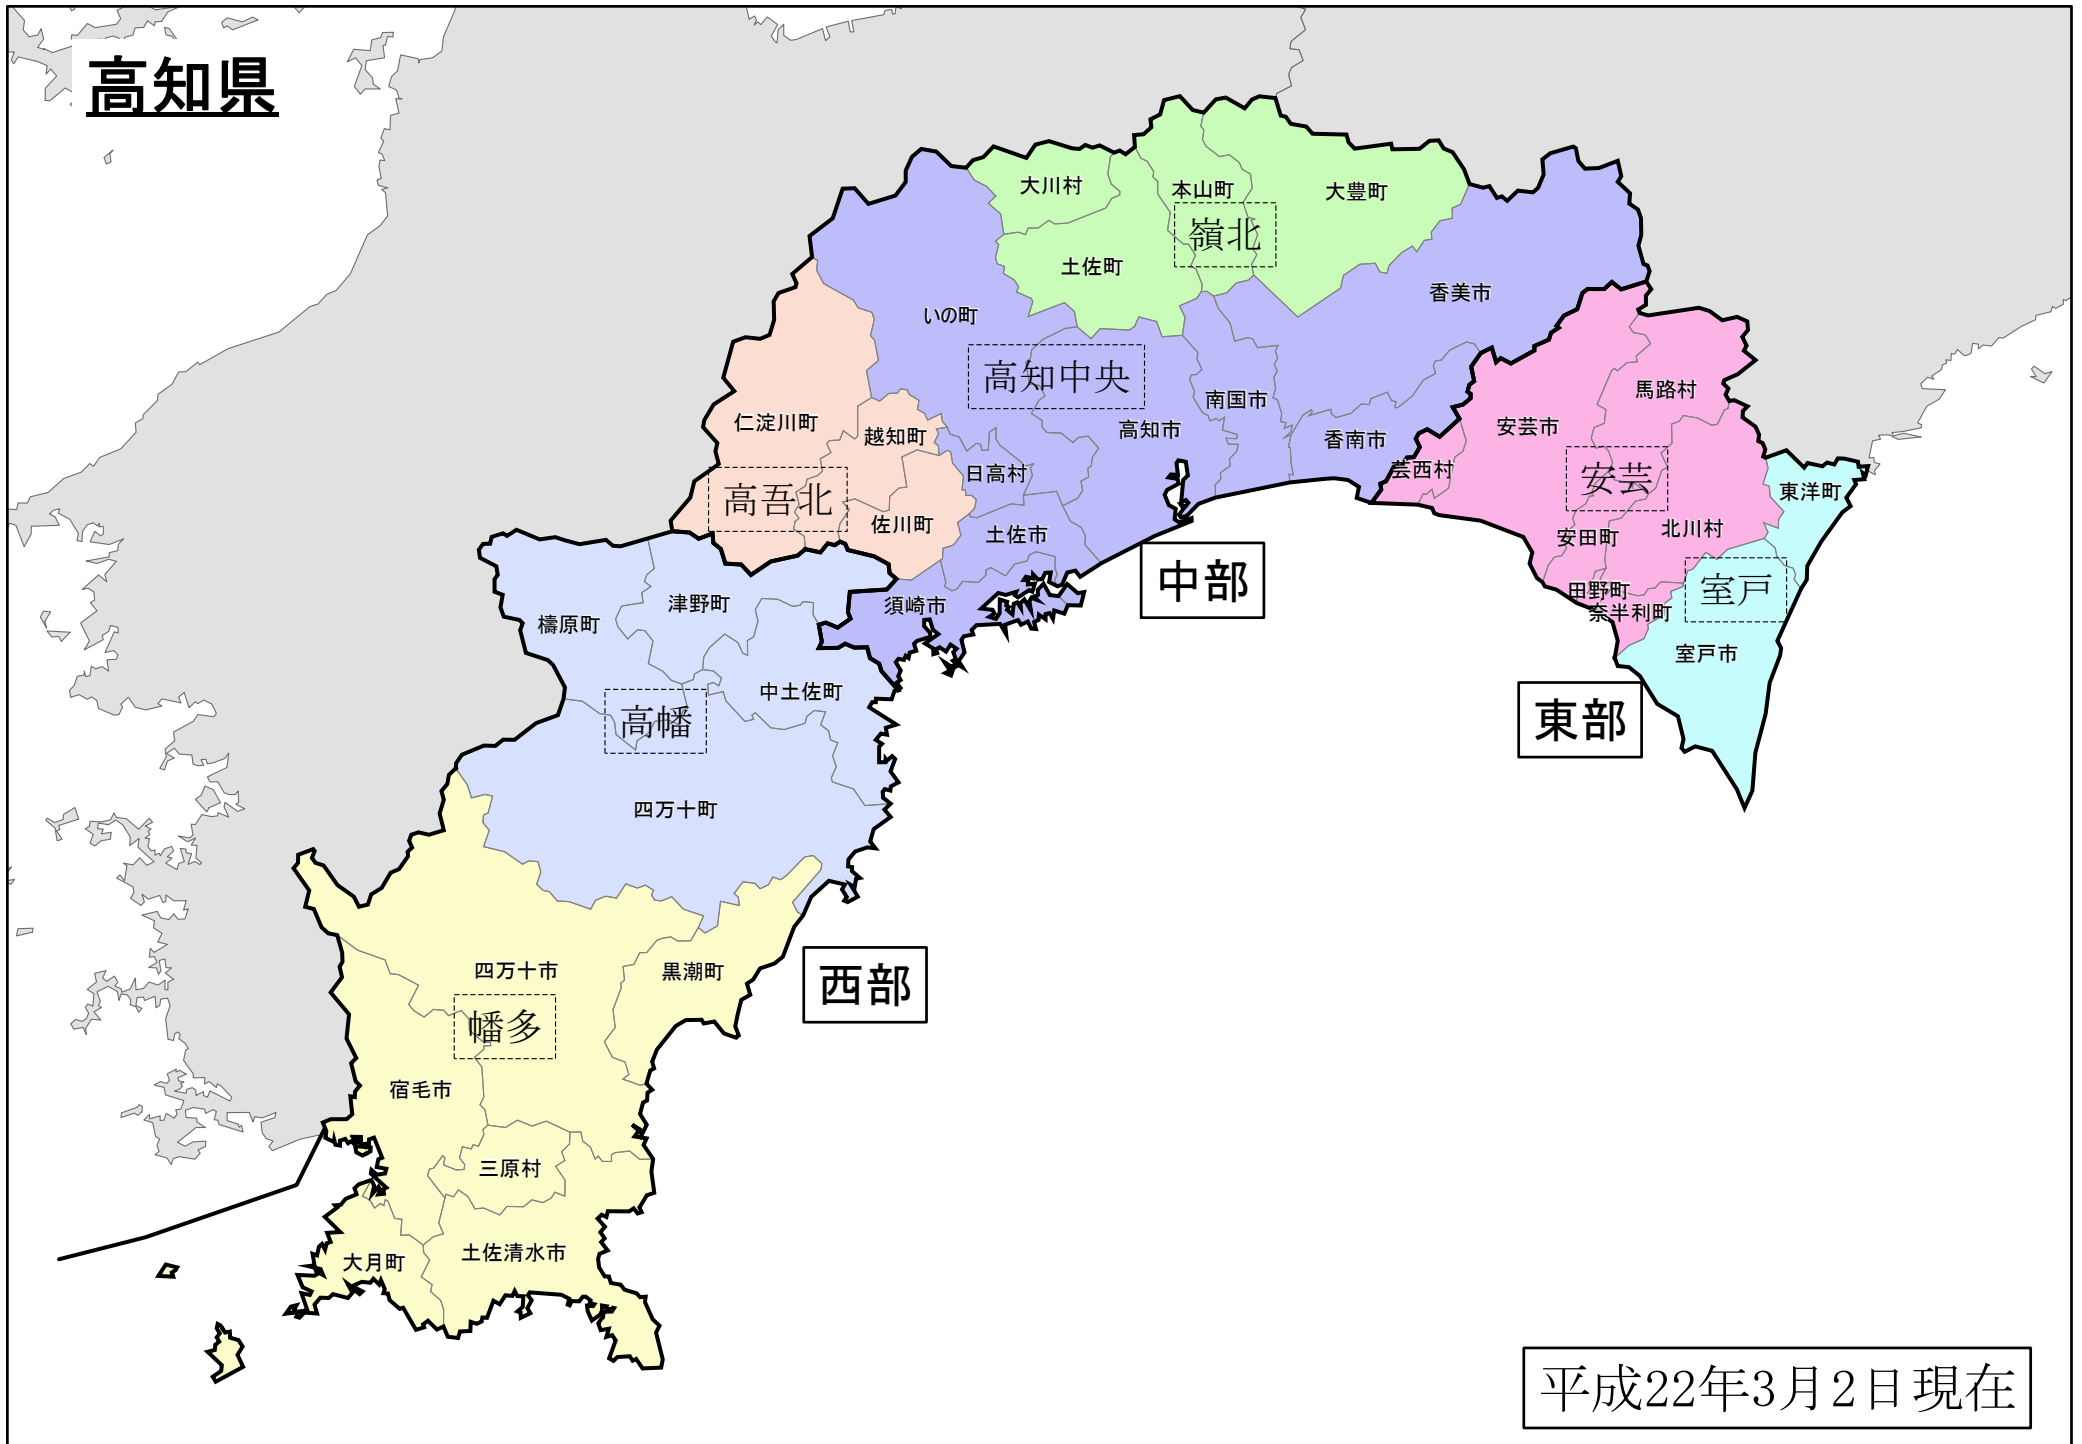 高知県
大川村
本山町
大豊町
嶺北
土佐町
香美市
いの町
高知中央
馬路村
南国市
仁淀川町
安芸市
高知市
越知町
香南市
芸西村
日高村
安芸
東洋町
高吾北
佐川町
北川村
土佐市
安田町
中部
田野町
室戸
津野町
須崎市
奈半利町
檮原町
室戸市
中土佐町
高幡
東部
四万十町
四万十市
黒潮町
西部
幡多
宿毛市
三原村
土佐清水市
大月町
平成22年3月2日現在